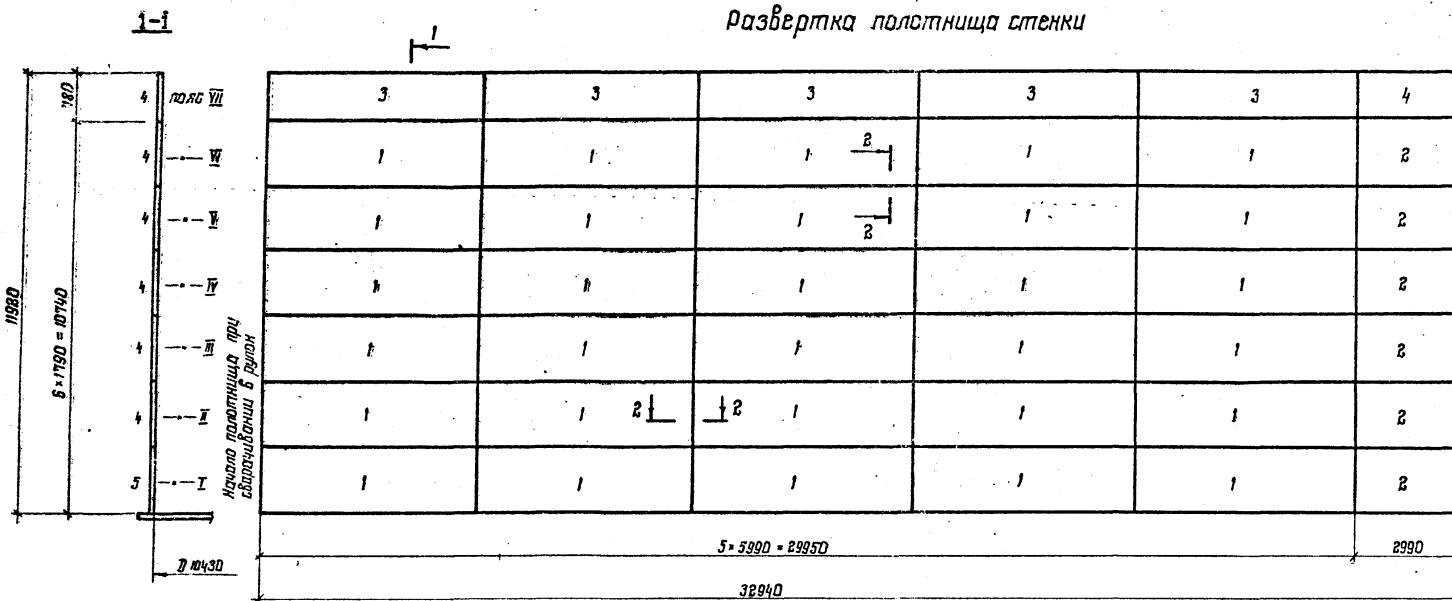 1-1
Развертка полотнища стенки
1
4 пояс VII
3 3 3 3 3 4
4 —"— VI
1 1 1 1 1 2
2
4 —"— V
1 1 1 1 1 2
2
4 —"— IV
1 1 1 1 1 2
4 —"— III
1 1 1 1 1 2
4 —"— II
1 1 1 1 1 2
2 2
5 —"— I
1 1 1 1 1 2
11980
6×1790 = 10740
Начало полотнища при
сварачивании в рулон
5×5990 = 29950
2990
D 10430
32940